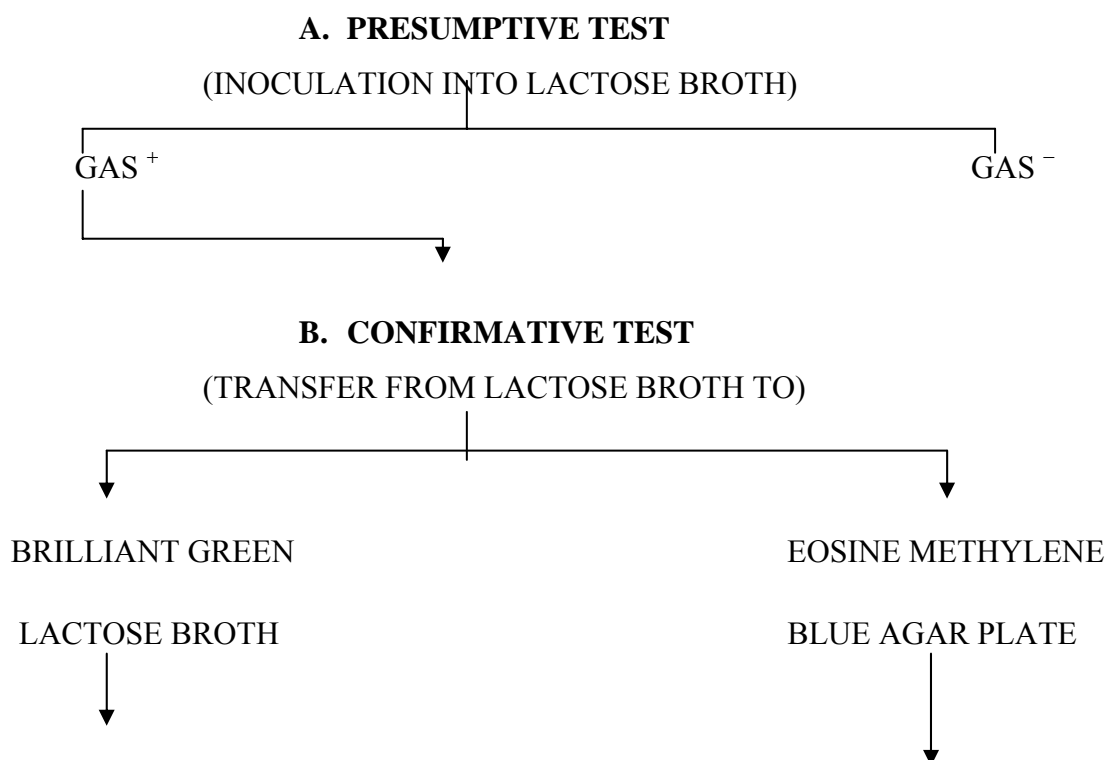 A. PRESUMPTIVE TEST
(INOCULATION INTO LACTOSE BROTH)
GAS + GAS –
B. CONFIRMATIVE TEST
(TRANSFER FROM LACTOSE BROTH TO)
BRILLIANT GREEN EOSINE METHYLENE
LACTOSE BROTH BLUE AGAR PLATE